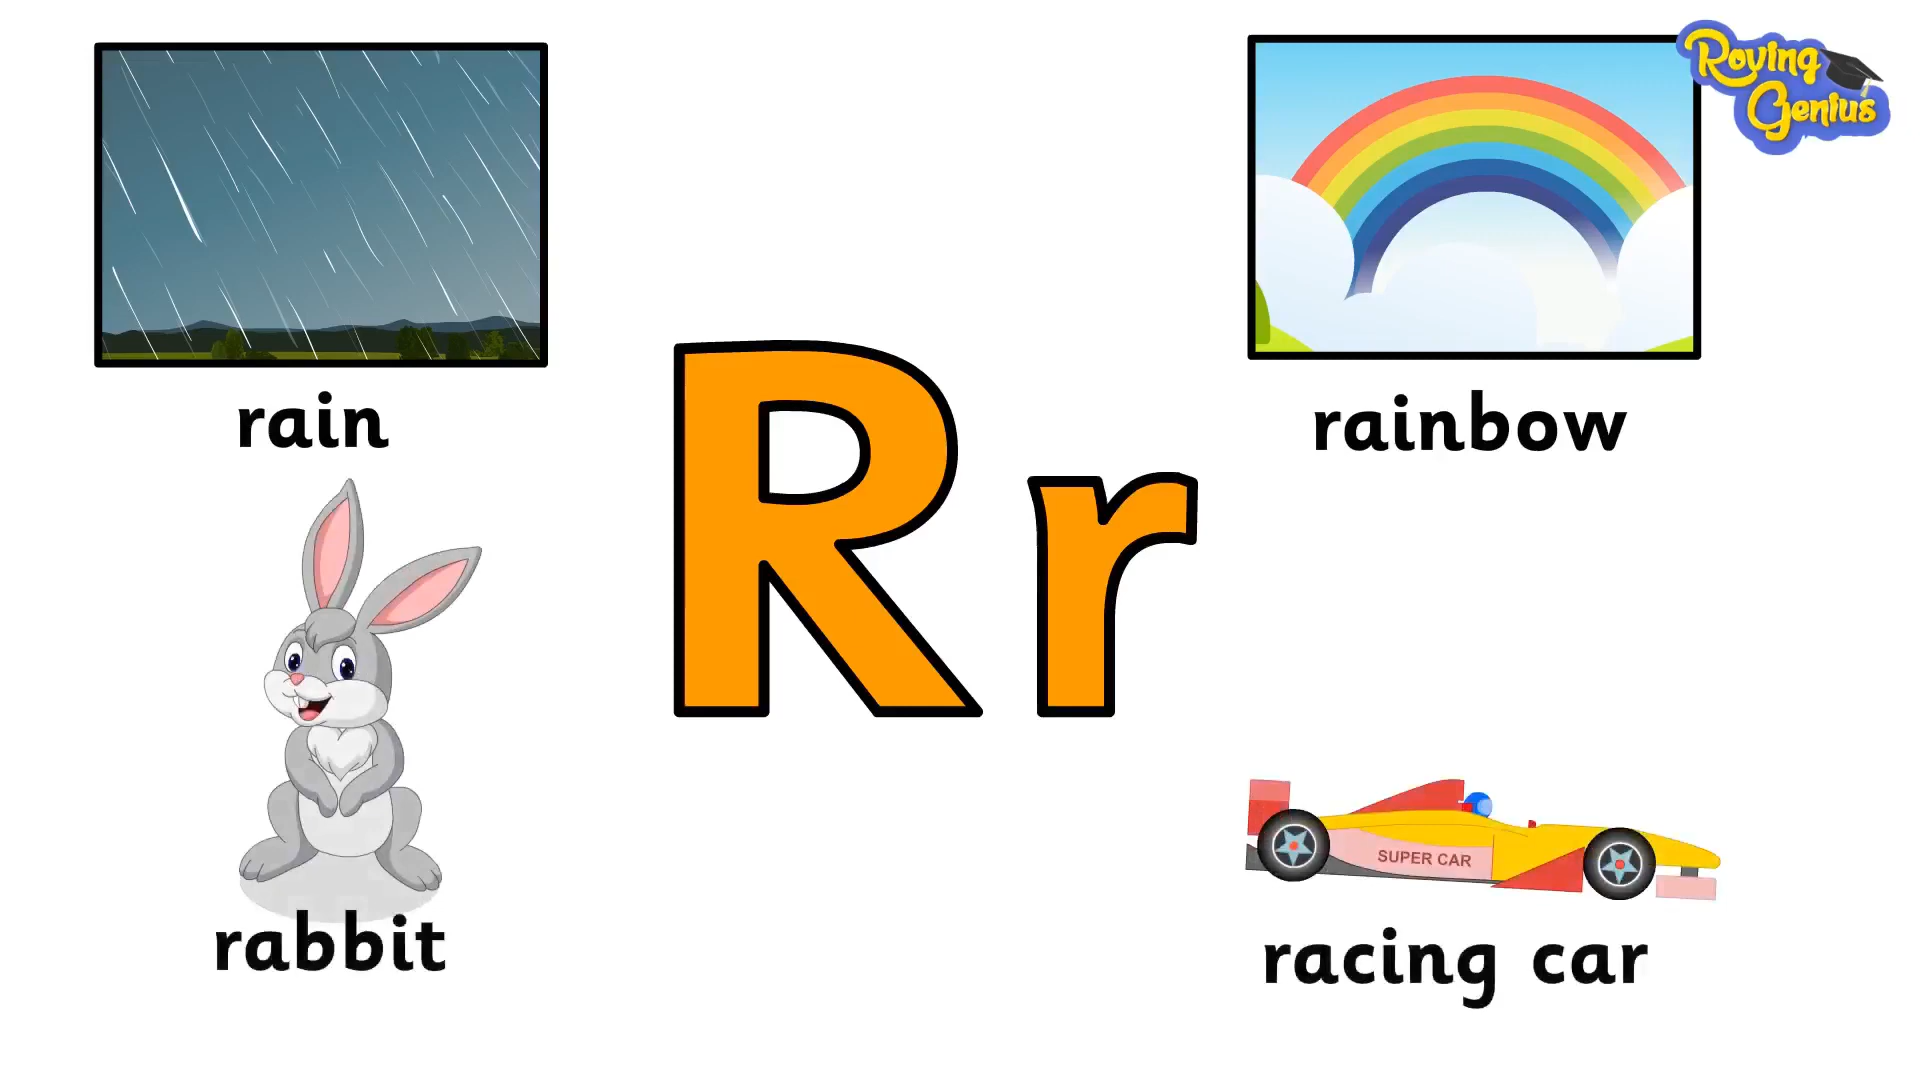 Roving
Genius
rain
rainbow
Rr
rabbit
SUPER CAR
racing car